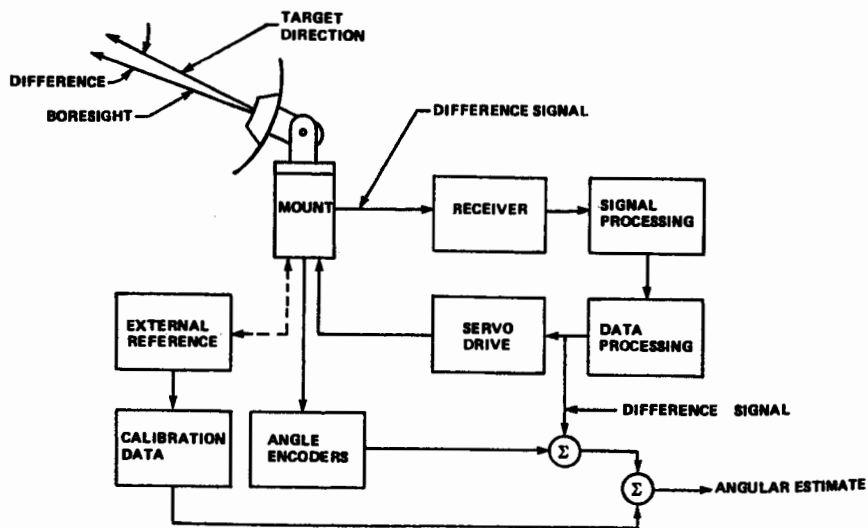 TARGET
DIRECTION
DIFFERENCE
BORESIGHT
DIFFERENCE SIGNAL
MOUNT
RECEIVER
SIGNAL
PROCESSING
EXTERNAL
REFERENCE
SERVO
DRIVE
DATA
PROCESSING
DIFFERENCE SIGNAL
CALIBRATION
DATA
ANGLE
ENCODERS
Σ
Σ
ANGULAR ESTIMATE